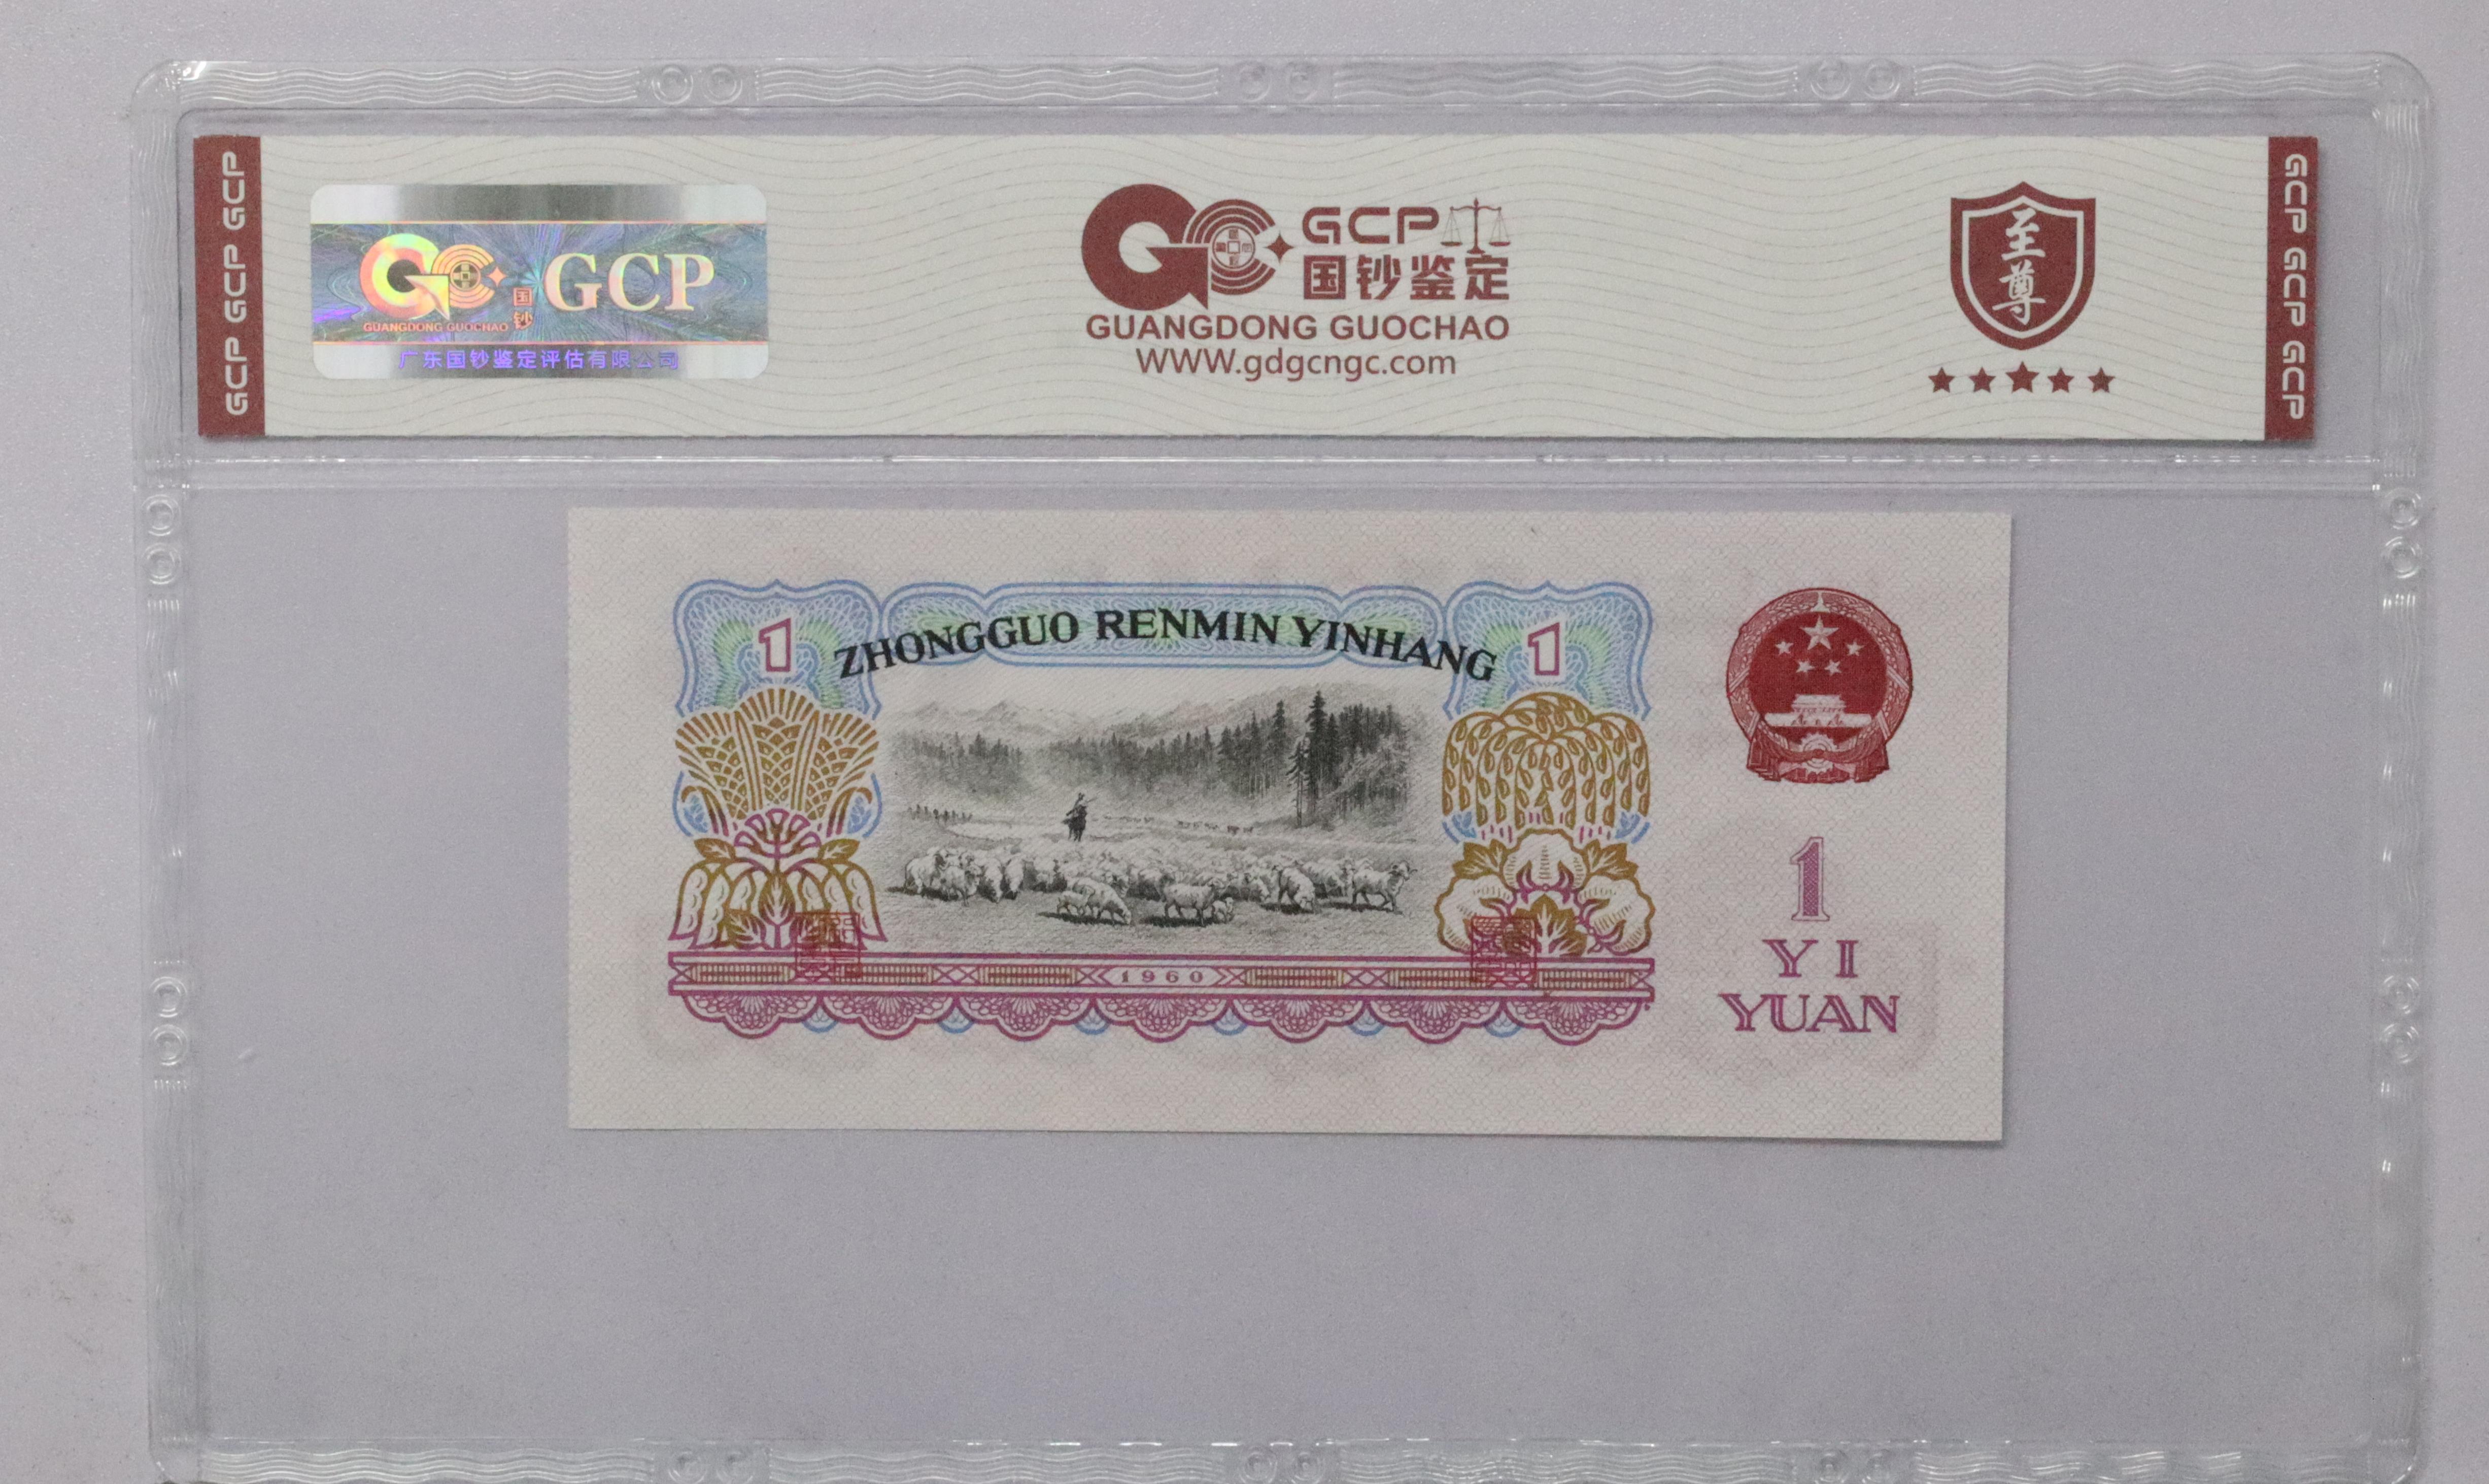 GCP GCP GCP
GUANGDONG GUOCHAO
国钞
GCP
广东国钞鉴定评估有限公司
GCP
国钞鉴定
GUANGDONG GUOCHAO
WWW.gdgcngc.com
至尊
GCP GCP GCP
1
ZHONGGUO RENMIN YINHANG
1
1960
1
YI
YUAN